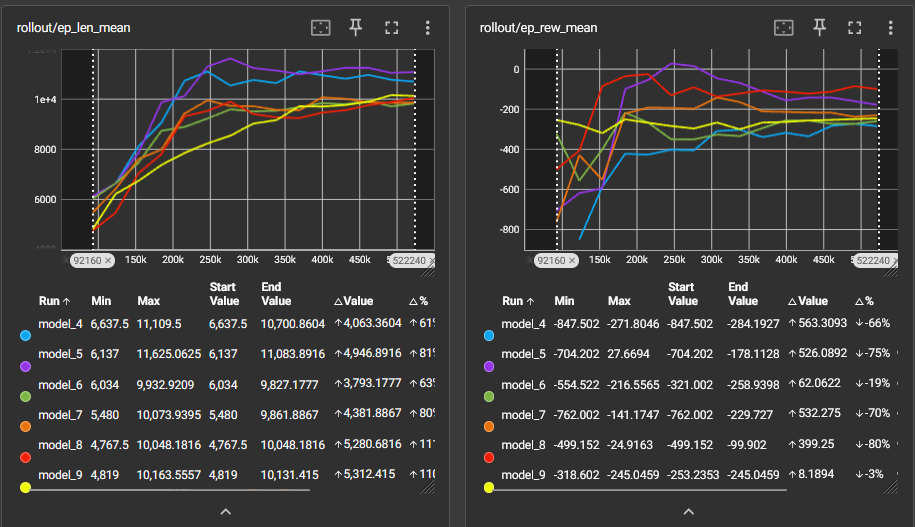 rollout/ep_len_mean
1e+4
8000
6000
4000
92160 ×
150k 200k 250k 300k 350k 400k 450k
522240 ×
Run ↑ Min Max Start Value End Value △Value △%
model_4 6,637.5 11,109.5 6,637.5 10,700.8604 ↑4,063.3604 ↑61%
model_5 6,137 11,625.0625 6,137 11,083.8916 ↑4,946.8916 ↑81%
model_6 6,034 9,932.9209 6,034 9,827.1777 ↑3,793.1777 ↑63%
model_7 5,480 10,073.9395 5,480 9,861.8867 ↑4,381.8867 ↑80%
model_8 4,767.5 10,048.1816 4,767.5 10,048.1816 ↑5,280.6816 ↑11
model_9 4,819 10,163.5557 4,819 10,131.415 ↑5,312.415 ↑110
rollout/ep_rew_mean
0
-200
-400
-600
-800
92160 ×
150k 200k 250k 300k 350k 400k 450k
522240 ×
Run ↑ Min Max Start Value End Value △Value △%
model_4 -847.502 -271.8046 -847.502 -284.1927 ↑563.3093 ↓-66%
model_5 -704.202 27.6694 -704.202 -178.1128 ↑526.0892 ↓-75%
model_6 -554.522 -216.5565 -321.002 -258.9398 ↑62.0622 ↓-19%
model_7 -762.002 -141.1747 -762.002 -229.727 ↑532.275 ↓-70%
model_8 -499.152 -24.9163 -499.152 -99.902 ↑399.25 ↓-80%
model_9 -318.602 -245.0459 -253.2353 -245.0459 ↑8.1894 ↓-3%